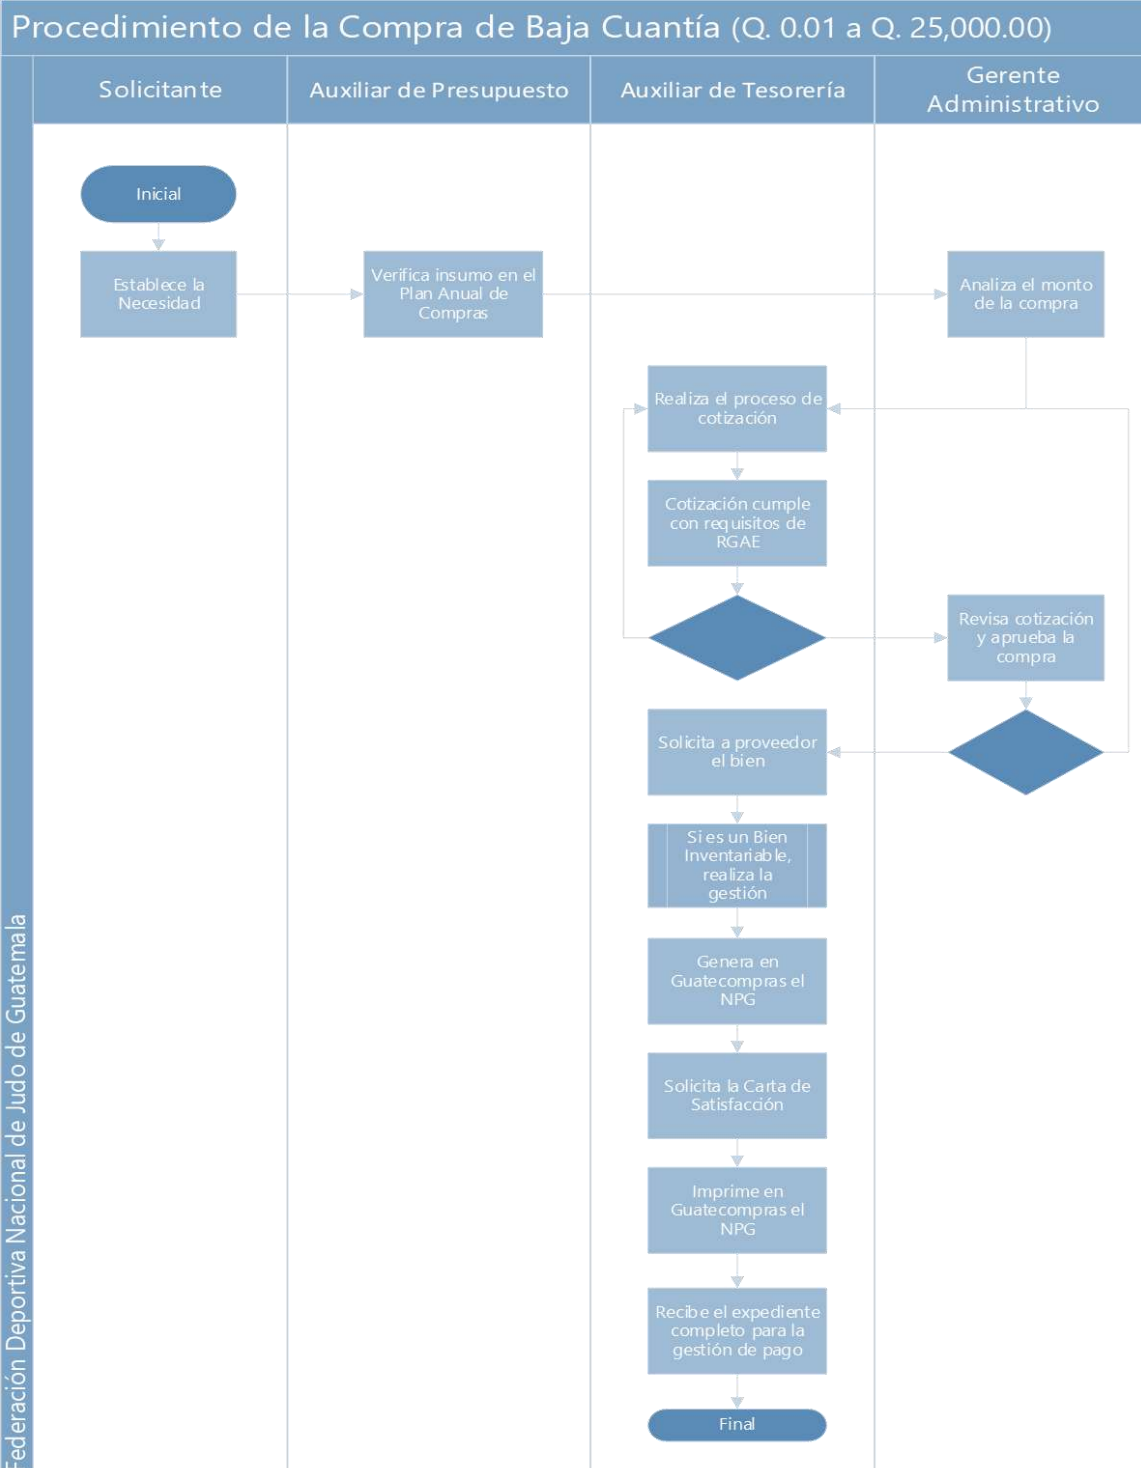 Procedimiento de la Compra de Baja Cuantía (Q. 0.01 a Q. 25,000.00)
Solicitante
Auxiliar de Presupuesto
Auxiliar de Tesorería
Gerente
Administrativo
Inicial
Establece la
Necesidad
Verifica insumo en el
Plan Anual de
Compras
Analiza el monto
de la compra
Realiza el proceso de
cotización
Cotización cumple
con requisitos de
RGAE
Revisa cotización
y aprueba la
compra
Solicita a proveedor
el bien
Si es un Bien
Inventariable,
realiza la
gestión
Genera en
Guatecompras el
NPG
Solicita la Carta de
Satisfacción
Imprime en
Guatecompras el
NPG
Recibe el expediente
completo para la
gestión de pago
Final
Federación Deportiva Nacional de Judo de Guatemala